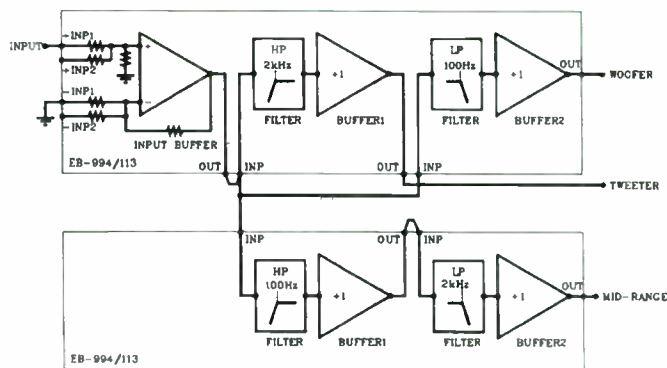 +INP1
INPUT
+INP2
-INP1
-INP2
INPUT BUFFER
EB-994/113
HP
2kHz
FILTER
+1
BUFFER1
LP
100Hz
FILTER
+1
BUFFER2
OUT
WOOFER
OUT
INP
OUT
INP
TWEETER
INP
OUT
INP
HP
100Hz
FILTER
+1
BUFFER1
LP
2kHz
FILTER
+1
BUFFER2
OUT
MID-RANGE
EB-994/113